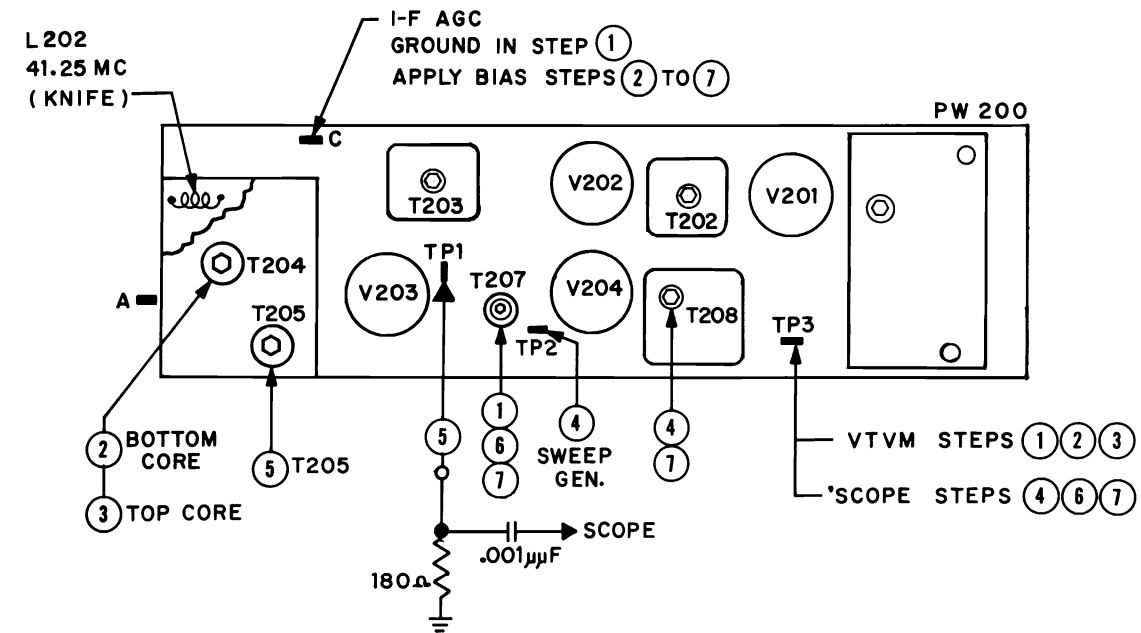 L202
41.25 MC
(KNIFE)
I-F AGC
GROUND IN STEP 1
APPLY BIAS STEPS 2 TO 7
PW 200
C
T203
V202
T202
V201
T204
A
T205
V203
TP1
T207
TP2
V204
T208
TP3
2 BOTTOM
CORE
3 TOP CORE
5 T205
5
1
6
7
4
SWEEP
GEN.
4
7
VTVM STEPS 1 2 3
'SCOPE STEPS 4 6 7
SCOPE
.001µµF
180Ω